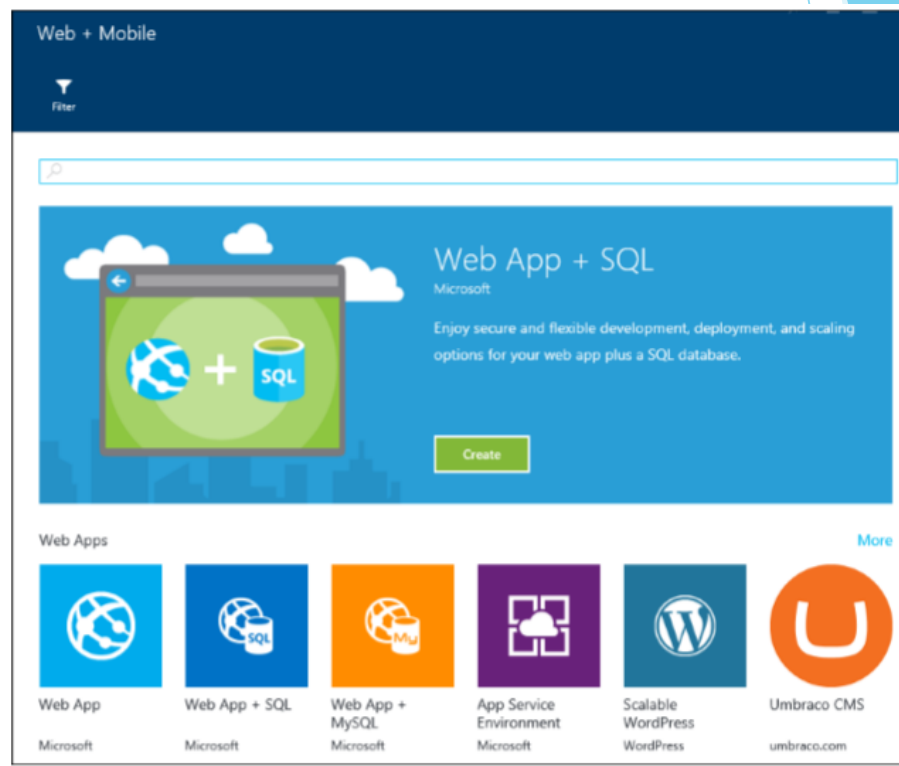 Web + Mobile
Filter
Web App + SQL
Microsoft
Enjoy secure and flexible development, deployment, and scaling
options for your web app plus a SQL database.
SQL
Create
Web Apps
More
SQL
My
Web App
Microsoft
Web App + SQL
Microsoft
Web App +
MySQL
Microsoft
App Service
Environment
Microsoft
Scalable
WordPress
WordPress
Umbraco CMS
umbraco.com